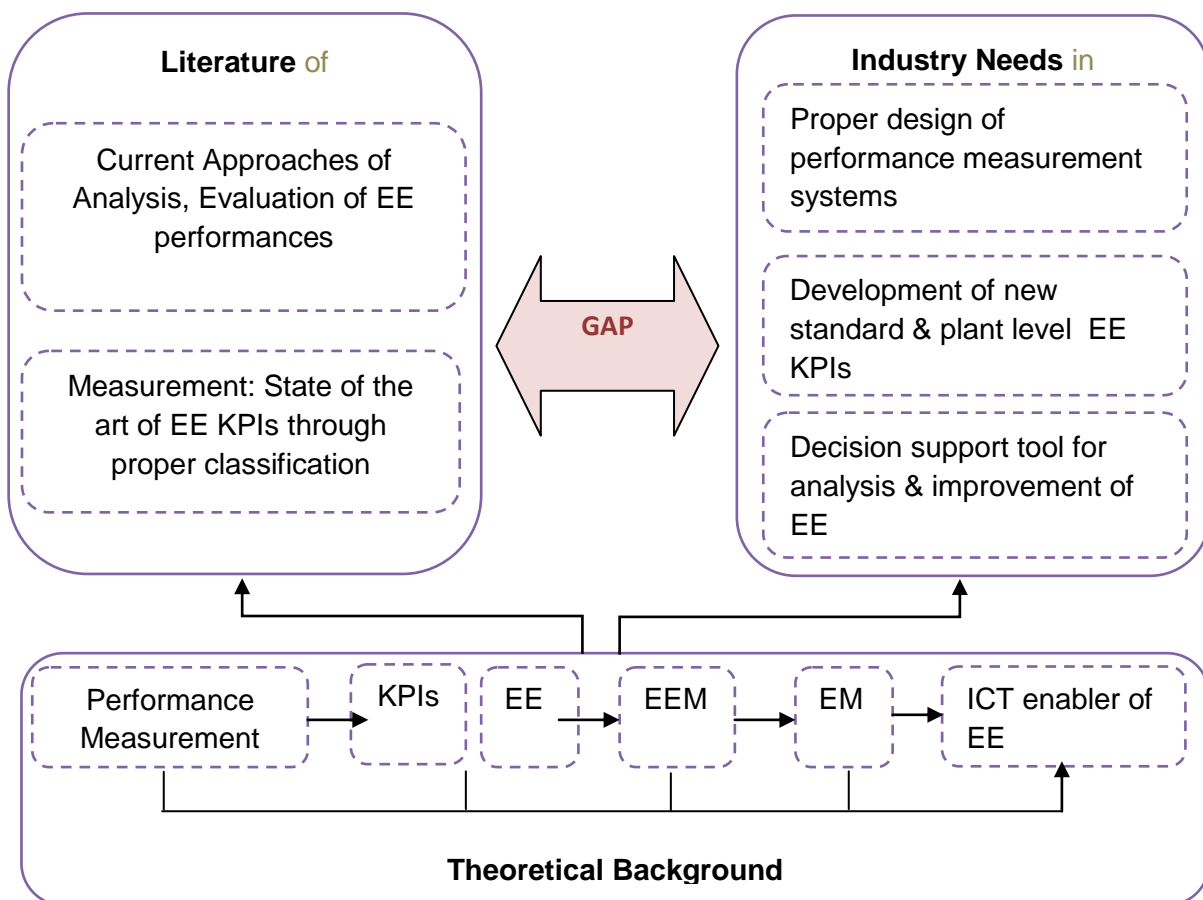 Literature of
Current Approaches of
Analysis, Evaluation of EE
performances
Measurement: State of the
art of EE KPIs through
proper classification
GAP
Industry Needs in
Proper design of
performance measurement
systems
Development of new
standard & plant level EE
KPIs
Decision support tool for
analysis & improvement of
EE
Performance
Measurement
KPIs
EE
EEM
EM
ICT enabler of
EE
Theoretical Background